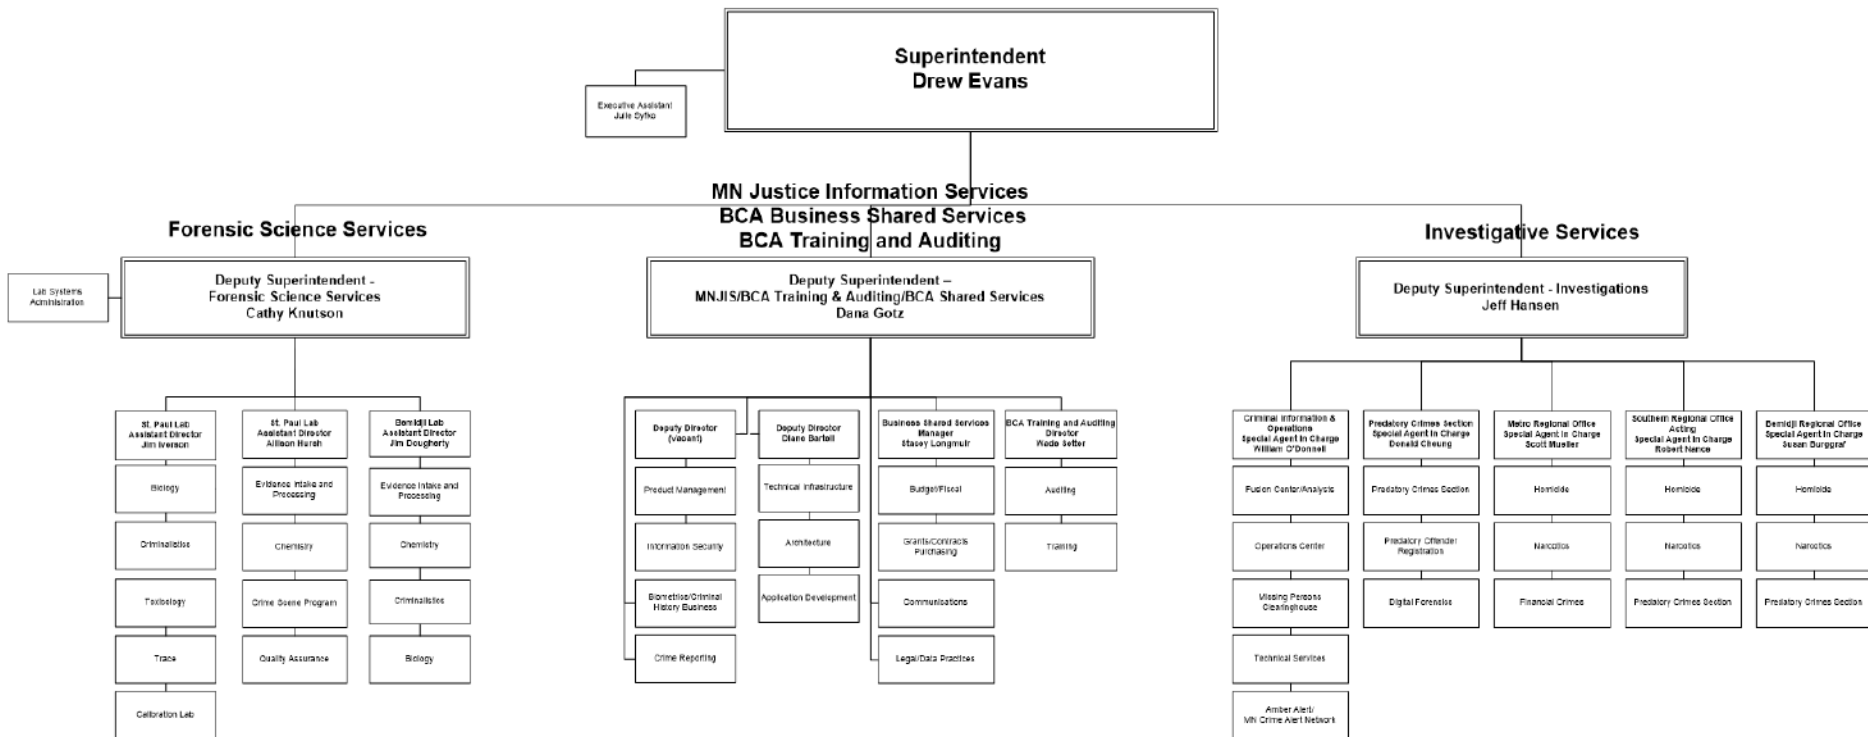 Superintendent
Drew Evans
Executive Assistant
Julie
MN Justice Information Services
BCA Business Shared Services
BCA Training and Auditing
Forensic Science Services
Investigative Services
Lab Systems
Administration
Deputy Superintendent -
Forensic Science Services
Cathy Knutson
Deputy Superintendent –
MNJIS/BCA Training & Auditing/BCA Shared Services
Dana Gotz
Deputy Superintendent - Investigations
Jeff Hansen
St. Paul Lab
Assistant Director
Jim Iverson
Biology
Criminalistics
Toxicology
Trace
Calibration Lab
St. Paul Lab
Assistant Director
Allison Hursh
Evidence Intake and
Processing
Chemistry
Crime Scene Program
Quality Assurance
Bemidji Lab
Assistant Director
Jim Dougherty
Evidence Intake and
Processing
Chemistry
Criminalistics
Biology
Deputy Director
(vacant)
Product Management
Information Security
Biometrics/Criminal
History Business
Crime Reporting
Deputy Director
Diane Bartell
Technical Infrastructure
Architecture
Application Development
Business Shared Services
Manager
Stacey Longmuir
Budget/Fiscal
Grants/Contracts
Purchasing
Communications
Legal/Data Practices
BCA Training and Auditing
Director
Wade Setter
Auditing
Training
Criminal Information &
Operations
Special Agent in Charge
William O'Donnell
Fusion Center/Analysts
Operations Center
Missing Persons
Clearinghouse
Technical Services
Amber Alert/
MN Crime Alert Network
Predatory Crimes Section
Special Agent in Charge
Donald Cheung
Predatory Crimes Section
Predatory Offender
Registration
Digital Forensics
Metro Regional Office
Special Agent in Charge
Scott Mueller
Homicide
Narcotics
Financial Crimes
Southern Regional Office
Acting
Special Agent in Charge
Robert Nance
Homicide
Narcotics
Predatory Crimes Section
Bemidji Regional Office
Special Agent in Charge
Susan Burggraf
Homicide
Narcotics
Predatory Crimes Section